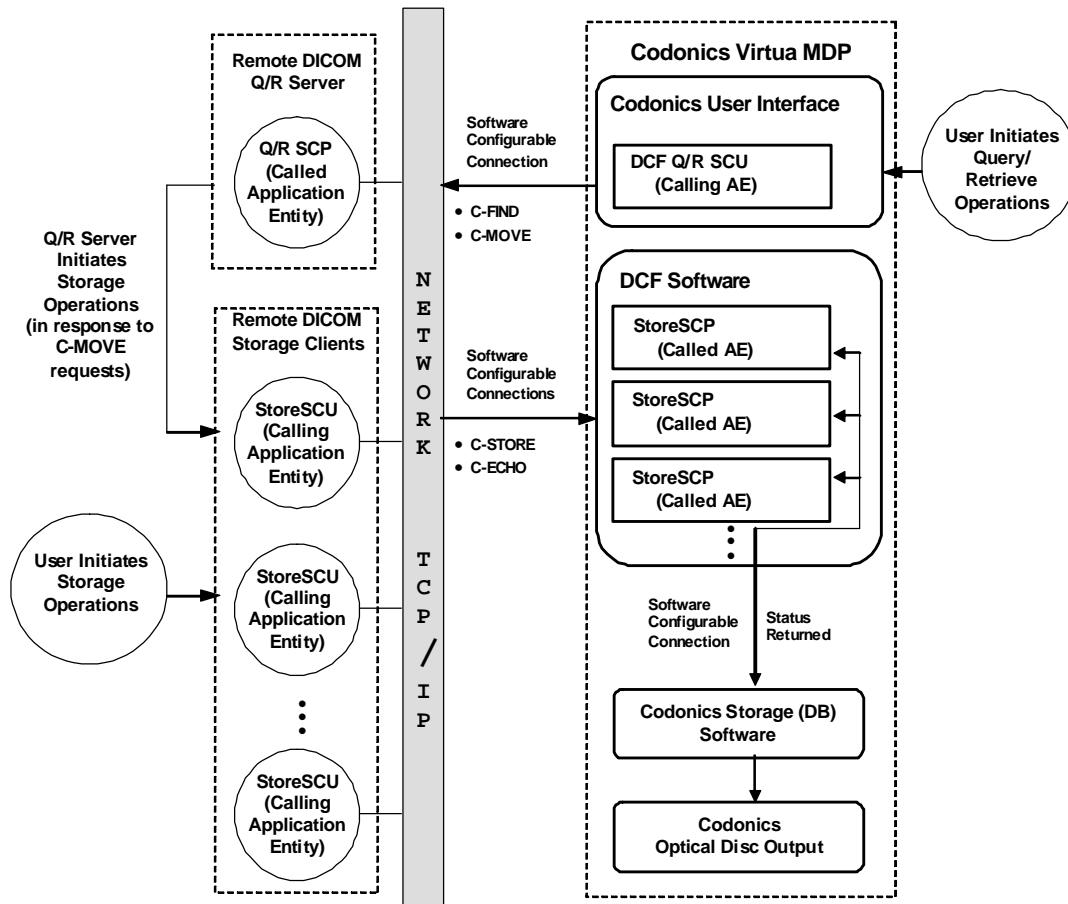 Remote DICOM
Q/R Server
Q/R SCP
(Called
Application
Entity)
Q/R Server
Initiates
Storage
Operations
(in response to
C-MOVE
requests)
Remote DICOM
Storage Clients
StoreSCU
(Calling
Application
Entity)
User Initiates
Storage
Operations
StoreSCU
(Calling
Application
Entity)
StoreSCU
(Calling
Application
Entity)
NETWORK
TCP/IP
Software
Configurable
Connection
• C-FIND
• C-MOVE
Software
Configurable
Connections
• C-STORE
• C-ECHO
Codonics Virtua MDP
Codonics User Interface
DCF Q/R SCU
(Calling AE)
User Initiates
Query/
Retrieve
Operations
DCF Software
StoreSCP
(Called AE)
StoreSCP
(Called AE)
StoreSCP
(Called AE)
Software
Configurable
Connection
Status
Returned
Codonics Storage (DB)
Software
Codonics
Optical Disc Output